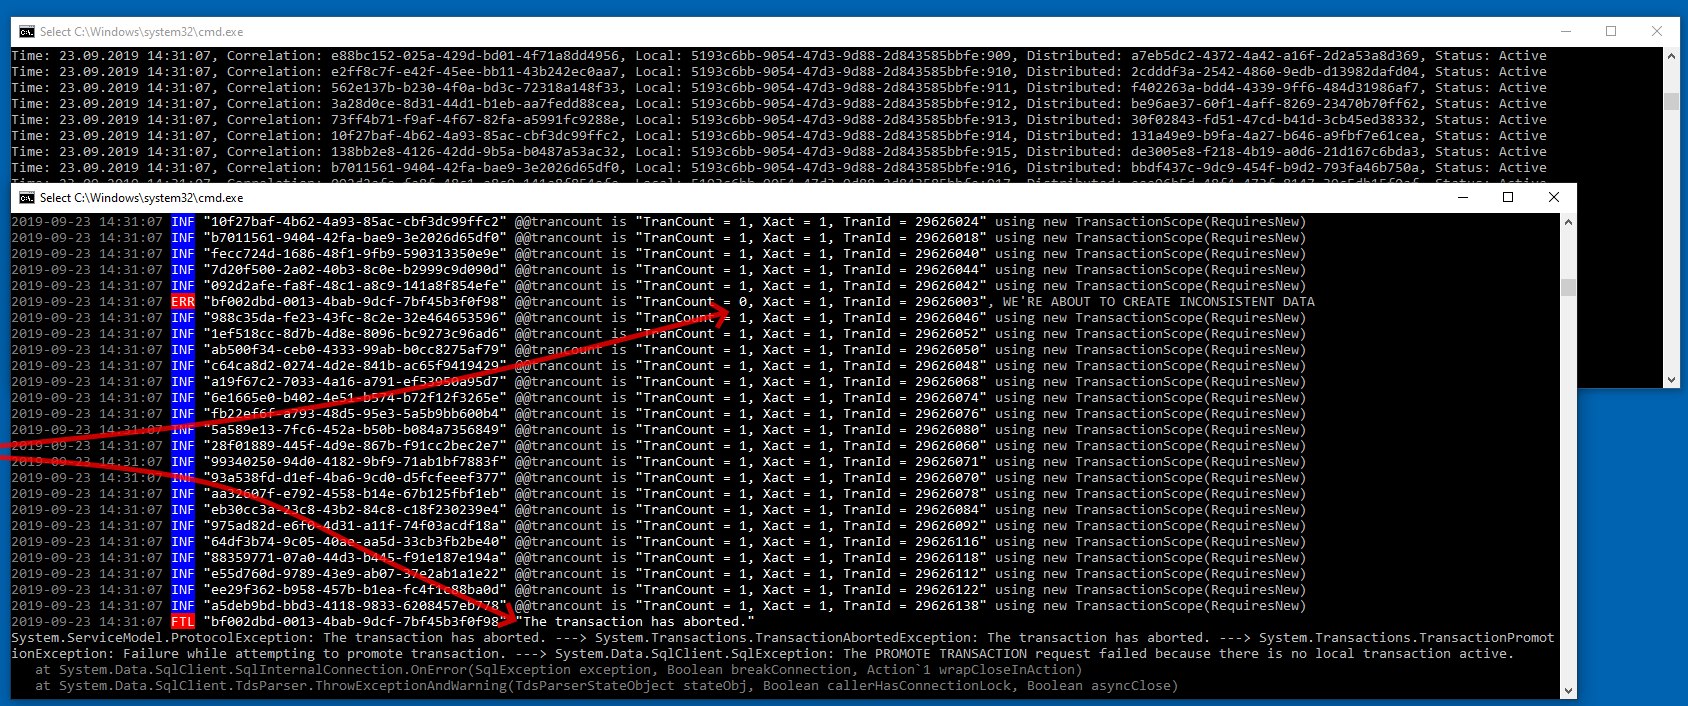 Select C:\Windows\system32\cmd.exe
Time: 23.09.2019 14:31:07, Correlation: e88bc152-025a-429d-bd01-4f71a8dd4956, Local: 5193c6bb-9054-47d3-9d88-2d843585bbfe:909, Distributed: a7eb5dc2-4372-4a42-a16f-2d2a53a8d369, Status: Active
Time: 23.09.2019 14:31:07, Correlation: e2ff8c7f-e42f-45ee-bb11-43b242ec0aa7, Local: 5193c6bb-9054-47d3-9d88-2d843585bbfe:910, Distributed: 2cdddf3a-2542-4860-9edb-d13982dafd04, Status: Active
Time: 23.09.2019 14:31:07, Correlation: 562e137b-b230-4f0a-bd3c-72318a148f33, Local: 5193c6bb-9054-47d3-9d88-2d843585bbfe:911, Distributed: f402263a-bdd4-4339-9ff6-484d31986af7, Status: Active
Time: 23.09.2019 14:31:07, Correlation: 3a28d0ce-8d31-44d1-b1eb-aa7fedd88cea, Local: 5193c6bb-9054-47d3-9d88-2d843585bbfe:912, Distributed: be96ae37-60f1-4aff-8269-23470b70ff62, Status: Active
Time: 23.09.2019 14:31:07, Correlation: 73ff4b71-f9af-4f67-82fa-a5991fc9288e, Local: 5193c6bb-9054-47d3-9d88-2d843585bbfe:913, Distributed: 30f02843-fd51-47cd-b41d-3cb45ed38332, Status: Active
Time: 23.09.2019 14:31:07, Correlation: 10f27baf-4b62-4a93-85ac-cbf3dc99ffc2, Local: 5193c6bb-9054-47d3-9d88-2d843585bbfe:914, Distributed: 131a49e9-b9fa-4a27-b646-a9fbf7e61cea, Status: Active
Time: 23.09.2019 14:31:07, Correlation: 138bb2e8-4126-42dd-9b5a-b0487a53ac32, Local: 5193c6bb-9054-47d3-9d88-2d843585bbfe:915, Distributed: de3005e8-f218-4b19-a0d6-21d167c6bda3, Status: Active
Time: 23.09.2019 14:31:07, Correlation: b7011561-9404-42fa-bae9-3e2026d65df0, Local: 5193c6bb-9054-47d3-9d88-2d843585bbfe:916, Distributed: bbdf437c-9dc9-454f-b9d2-793fa46b750a, Status: Active
Select C:\Windows\system32\cmd.exe
2019-09-23 14:31:07 INF "10f27baf-4b62-4a93-85ac-cbf3dc99ffc2" @@trancount is "TranCount = 1, Xact = 1, TranId = 29626024" using new TransactionScope(RequiresNew)
2019-09-23 14:31:07 INF "b7011561-9404-42fa-bae9-3e2026d65df0" @@trancount is "TranCount = 1, Xact = 1, TranId = 29626018" using new TransactionScope(RequiresNew)
2019-09-23 14:31:07 INF "fecc724d-1686-48f1-9fb9-590313350e9e" @@trancount is "TranCount = 1, Xact = 1, TranId = 29626040" using new TransactionScope(RequiresNew)
2019-09-23 14:31:07 INF "7d20f500-2a02-40b3-8c0e-b2999c9d090d" @@trancount is "TranCount = 1, Xact = 1, TranId = 29626044" using new TransactionScope(RequiresNew)
2019-09-23 14:31:07 INF "092d2afe-fa8f-48c1-a8c9-141a8f854efe" @@trancount is "TranCount = 1, Xact = 1, TranId = 29626042" using new TransactionScope(RequiresNew)
2019-09-23 14:31:07 ERR "bf002dbd-0013-4bab-9dcf-7bf45b3f0f98" @@trancount is "TranCount = 0, Xact = 1, TranId = 29626003", WE'RE ABOUT TO CREATE INCONSISTENT DATA
2019-09-23 14:31:07 INF "988c35da-fe23-43fc-8c2e-32e464653596" @@trancount is "TranCount = 1, Xact = 1, TranId = 29626046" using new TransactionScope(RequiresNew)
2019-09-23 14:31:07 INF "1ef518cc-8d7b-4d8e-8096-bc9273c96ad6" @@trancount is "TranCount = 1, Xact = 1, TranId = 29626052" using new TransactionScope(RequiresNew)
2019-09-23 14:31:07 INF "ab500f34-ceb0-4333-99ab-b0cc8275af79" @@trancount is "TranCount = 1, Xact = 1, TranId = 29626050" using new TransactionScope(RequiresNew)
2019-09-23 14:31:07 INF "c64ca8d2-0274-4d2e-841b-ac65f9419429" @@trancount is "TranCount = 1, Xact = 1, TranId = 29626048" using new TransactionScope(RequiresNew)
2019-09-23 14:31:07 INF "a19f67c2-7033-4a16-a791-ef53950a95d7" @@trancount is "TranCount = 1, Xact = 1, TranId = 29626068" using new TransactionScope(RequiresNew)
2019-09-23 14:31:07 INF "6e1665e0-b402-4e51-b574-b72f12f3265e" @@trancount is "TranCount = 1, Xact = 1, TranId = 29626074" using new TransactionScope(RequiresNew)
2019-09-23 14:31:07 INF "fb22ef6f-a793-48d5-95e3-5a5b9bb600b4" @@trancount is "TranCount = 1, Xact = 1, TranId = 29626076" using new TransactionScope(RequiresNew)
2019-09-23 14:31:07 INF "5a589e13-7fc6-452a-b50b-b084a7356849" @@trancount is "TranCount = 1, Xact = 1, TranId = 29626080" using new TransactionScope(RequiresNew)
2019-09-23 14:31:07 INF "28f01889-445f-4d9e-867b-f91cc2bec2e7" @@trancount is "TranCount = 1, Xact = 1, TranId = 29626060" using new TransactionScope(RequiresNew)
2019-09-23 14:31:07 INF "99340250-94d0-4182-9bf9-71ab1bf7883f" @@trancount is "TranCount = 1, Xact = 1, TranId = 29626071" using new TransactionScope(RequiresNew)
2019-09-23 14:31:07 INF "93a538fd-d1ef-4ba6-9cd0-d5fcfeeef377" @@trancount is "TranCount = 1, Xact = 1, TranId = 29626070" using new TransactionScope(RequiresNew)
2019-09-23 14:31:07 INF "aa32607f-e792-4558-b14e-67b125fbf1eb" @@trancount is "TranCount = 1, Xact = 1, TranId = 29626078" using new TransactionScope(RequiresNew)
2019-09-23 14:31:07 INF "eb30cc3a-23c8-43b2-84c8-c18f230239e4" @@trancount is "TranCount = 1, Xact = 1, TranId = 29626084" using new TransactionScope(RequiresNew)
2019-09-23 14:31:07 INF "975ad82d-e6f0-4d31-a11f-74f03acdf18a" @@trancount is "TranCount = 1, Xact = 1, TranId = 29626092" using new TransactionScope(RequiresNew)
2019-09-23 14:31:07 INF "64df3b74-9c05-40ae-aa5d-33cb3fb2be40" @@trancount is "TranCount = 1, Xact = 1, TranId = 29626116" using new TransactionScope(RequiresNew)
2019-09-23 14:31:07 INF "88359771-07a0-44d3-b445-f91e187e194a" @@trancount is "TranCount = 1, Xact = 1, TranId = 29626118" using new TransactionScope(RequiresNew)
2019-09-23 14:31:07 INF "e55d760d-9789-43e9-ab07-37e2ab1a1e22" @@trancount is "TranCount = 1, Xact = 1, TranId = 29626112" using new TransactionScope(RequiresNew)
2019-09-23 14:31:07 INF @@trancount is "TranCount = 1, Xact = 1, TranId = 29626122" using new TransactionScope(RequiresNew)
2019-09-23 14:31:07 INF "a5deb9bd-bbd3-4118-9833-6208457eb778" @@trancount is "TranCount = 1, Xact = 1, TranId = 29626138" using new TransactionScope(RequiresNew)
2019-09-23 14:31:07 FTL "bf002dbd-0013-4bab-9dcf-7bf45b3f0f98" "The transaction has aborted."
System.ServiceModel.ProtocolException: The transaction has aborted. ---> System.Transactions.TransactionAbortedException: The transaction has aborted. ---> System.Transactions.TransactionPromot
ionException: Failure while attempting to promote transaction. ---> System.Data.SqlClient.SqlException: The PROMOTE TRANSACTION request failed because there is no local transaction active.
at System.Data.SqlClient.SqlInternalConnection.OnError(SqlException exception, Boolean breakConnection, Action`1 wrapCloseInAction)
at System.Data.SqlClient.TdsParser.ThrowExceptionAndWarning(TdsParserStateObject stateObj, Boolean callerHasConnectionLock, Boolean asyncClose)